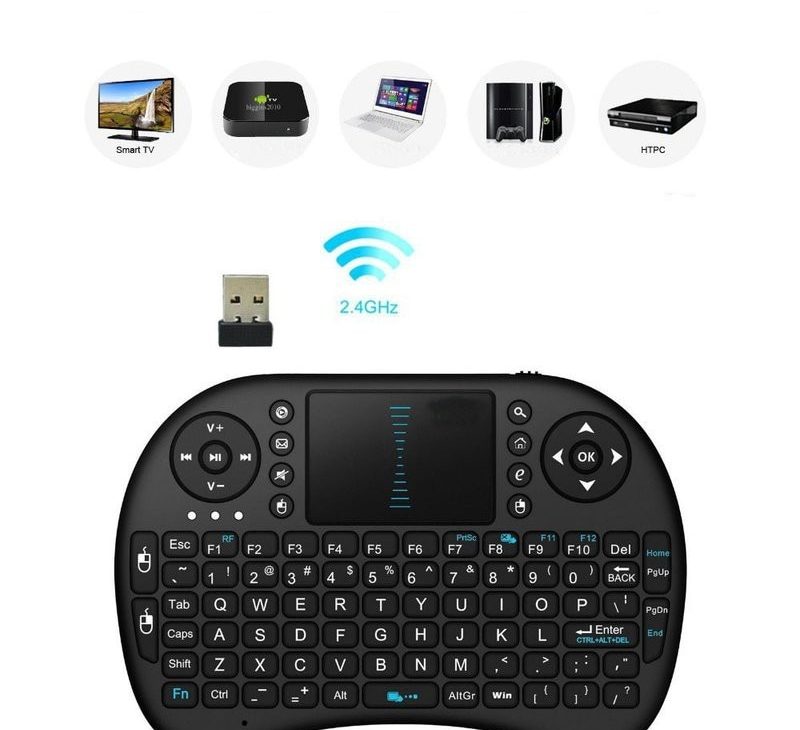 biggins2010
TV
Smart TV
HTPC
2.4GHz
V+
OK
V−
RF
PrtSc
F11
F12
Esc F1 F2 F3 F4 F5 F6 F7 F8 F9 F10 Del
Home
` ~ 1 ! 2 @ 3 # 4 $ 5 % 6 ^ 7 & 8 * 9 ( 0 ) BACK
PgUp
Tab Q W E R T Y U I O P \ ¦
PgDn
Caps A S D F G H J K L Enter
CTRL+ALT+DEL
End
Shift Z X C V B N M , < . > ; : , "
Fn Ctrl - _ = + Alt AltGr Win [ { ] } / ?